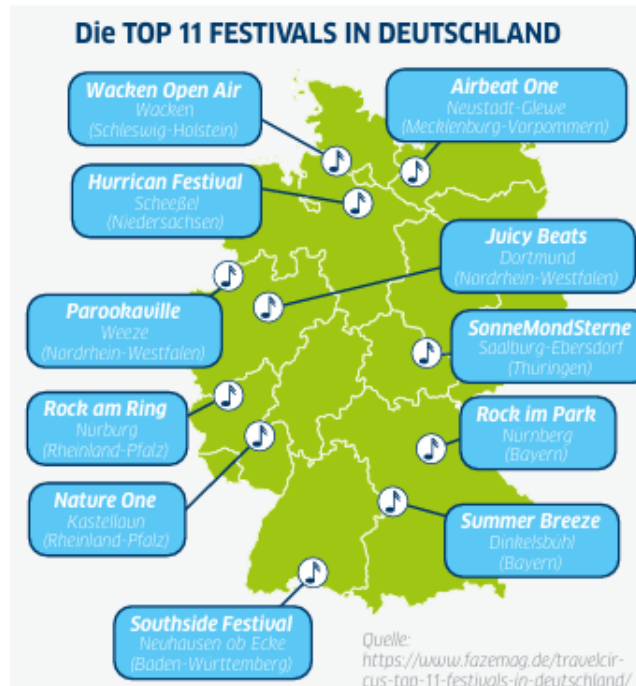 Die TOP 11 FESTIVALS IN DEUTSCHLAND
Wacken Open Air
Wacken
(Schleswig-Holstein)
Airbeat One
Neustadt-Glewe
(Mecklenburg-Vorpommern)
Hurrican Festival
Scheeßel
(Niedersachsen)
Juicy Beats
Dortmund
(Nordrhein-Westfalen)
Parookaville
Weeze
(Nordrhein-Westfalen)
SonneMondSterne
Saalburg-Ebersdorf
(Thüringen)
Rock am Ring
Nürburg
(Rheinland-Pfalz)
Rock im Park
Nürnberg
(Bayern)
Nature One
Kastellaun
(Rheinland-Pfalz)
Summer Breeze
Dinkelsbühl
(Bayern)
Southside Festival
Neuhausen ob Ecke
(Baden-Württemberg)
Quelle:
https://www.fazemag.de/travelcir-
cus-top-11-festivals-in-deutschland/